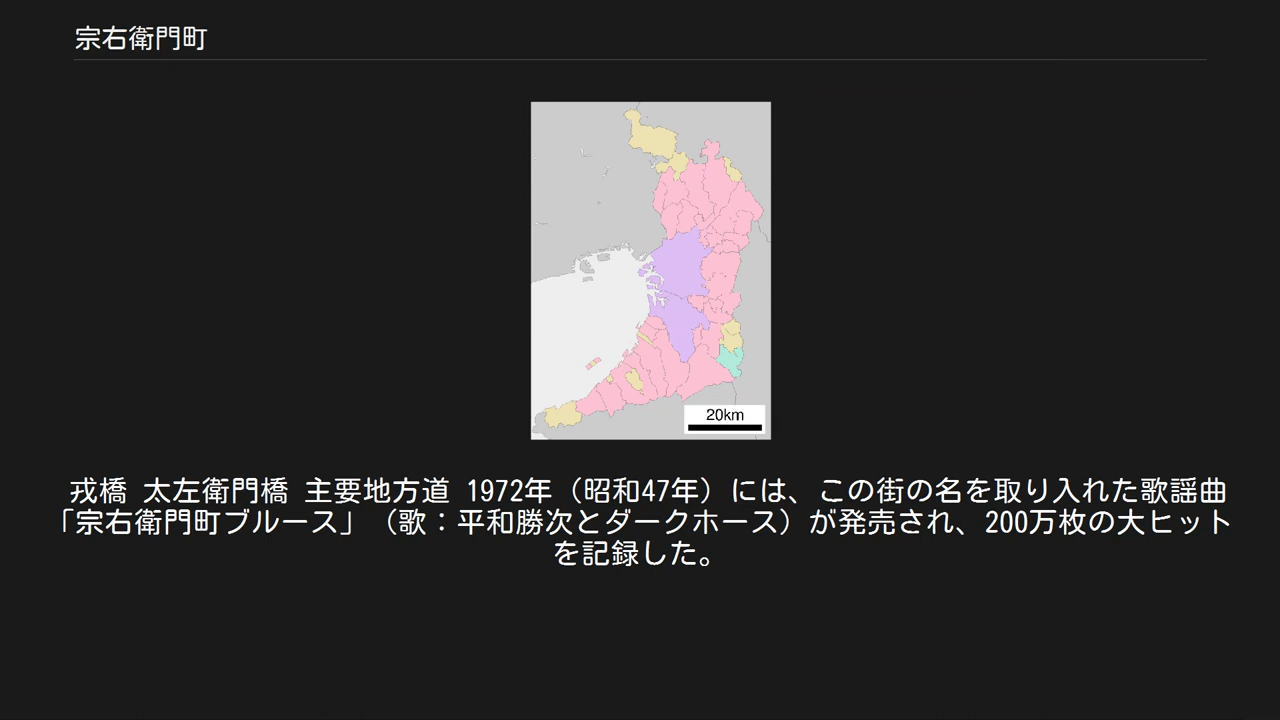 宗右衛門町
20km
戎橋 太左衛門橋 主要地方道 1972年（昭和47年）には、この街の名を取り入れた歌謡曲
「宗右衛門町ブルース」（歌：平和勝次とダークホース）が発売され、200万枚の大ヒット
を記録した。